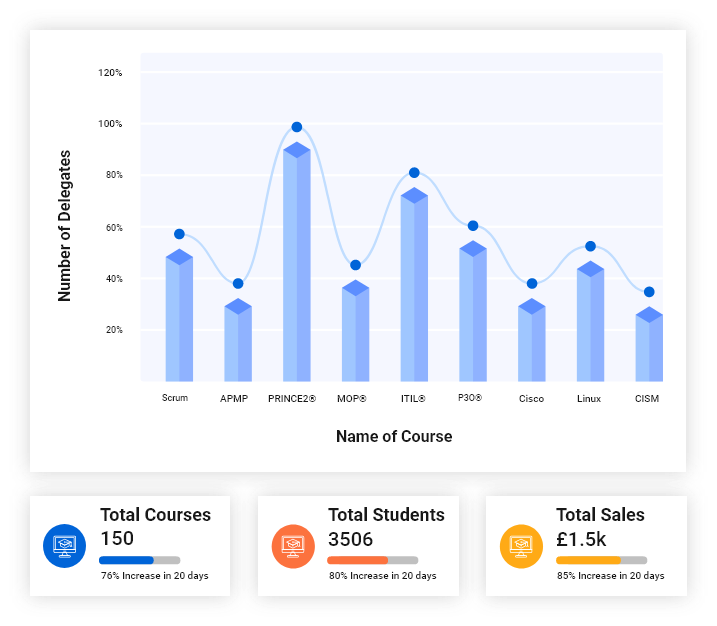 120%
100%
80%
60%
40%
20%
Number of Delegates
Scrum APMP PRINCE2® MOP® ITIL® P3O® Cisco Linux CISM
Name of Course
Total Courses
150
76% Increase in 20 days
Total Students
3506
80% Increase in 20 days
Total Sales
£1.5k
85% Increase in 20 days